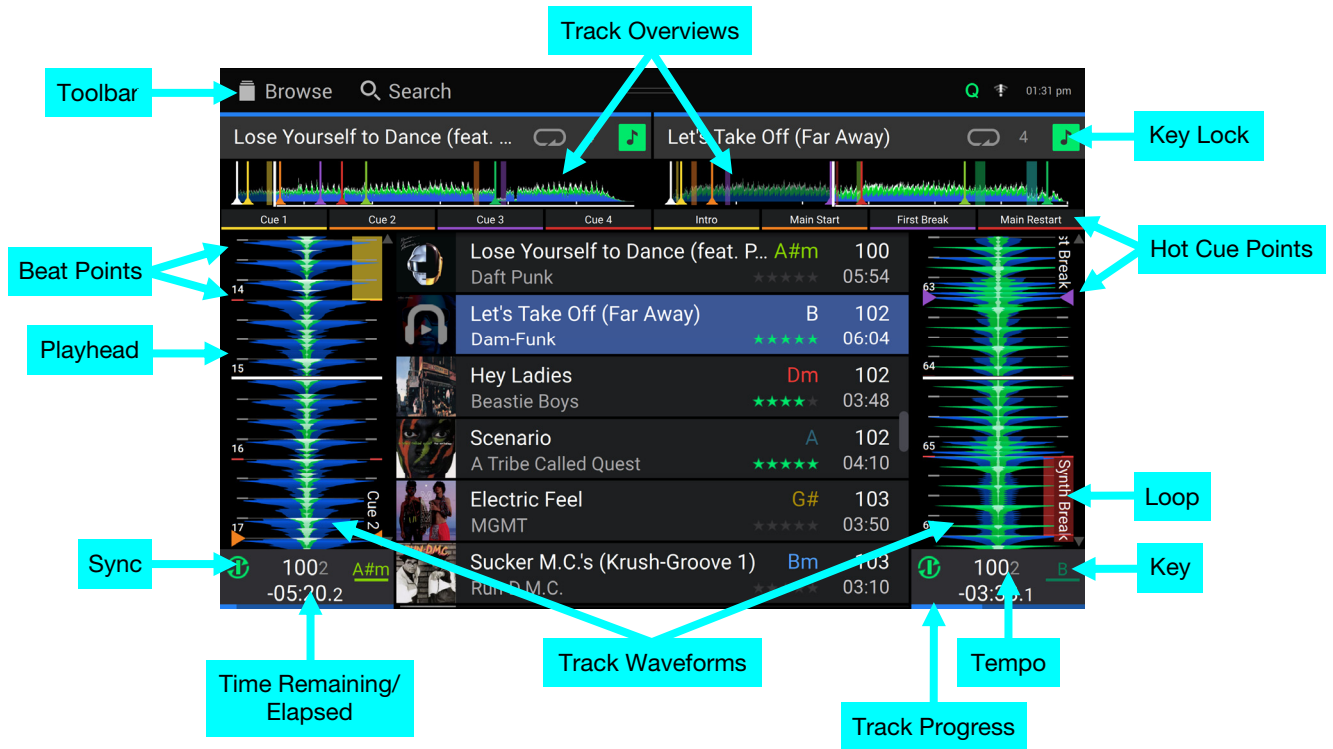 Track Overviews
Toolbar
Browse
Search
Q
01:31 pm
Lose Yourself to Dance (feat. ...
Let's Take Off (Far Away)
4
Key Lock
Cue 1
Cue 2
Cue 3
Cue 4
Intro
Main Start
First Break
Main Restart
Hot Cue Points
Beat Points
Playhead
14
15
16
17
Cue 2
Lose Yourself to Dance (feat. P... A#m 100
Daft Punk 05:54
Let's Take Off (Far Away) B 102
Dam-Funk 06:04
Hey Ladies Dm 102
Beastie Boys 03:48
Scenario A 102
A Tribe Called Quest 04:10
Electric Feel G# 103
MGMT 03:50
Sucker M.C.'s (Krush-Groove 1) Bm 103
Run-D.M.C. 03:10
st Break
63
64
65
Synth Break
Loop
Sync
1002
A#m
-05:20.2
1002
B
Key
Time Remaining/
Elapsed
Track Waveforms
Tempo
Track Progress